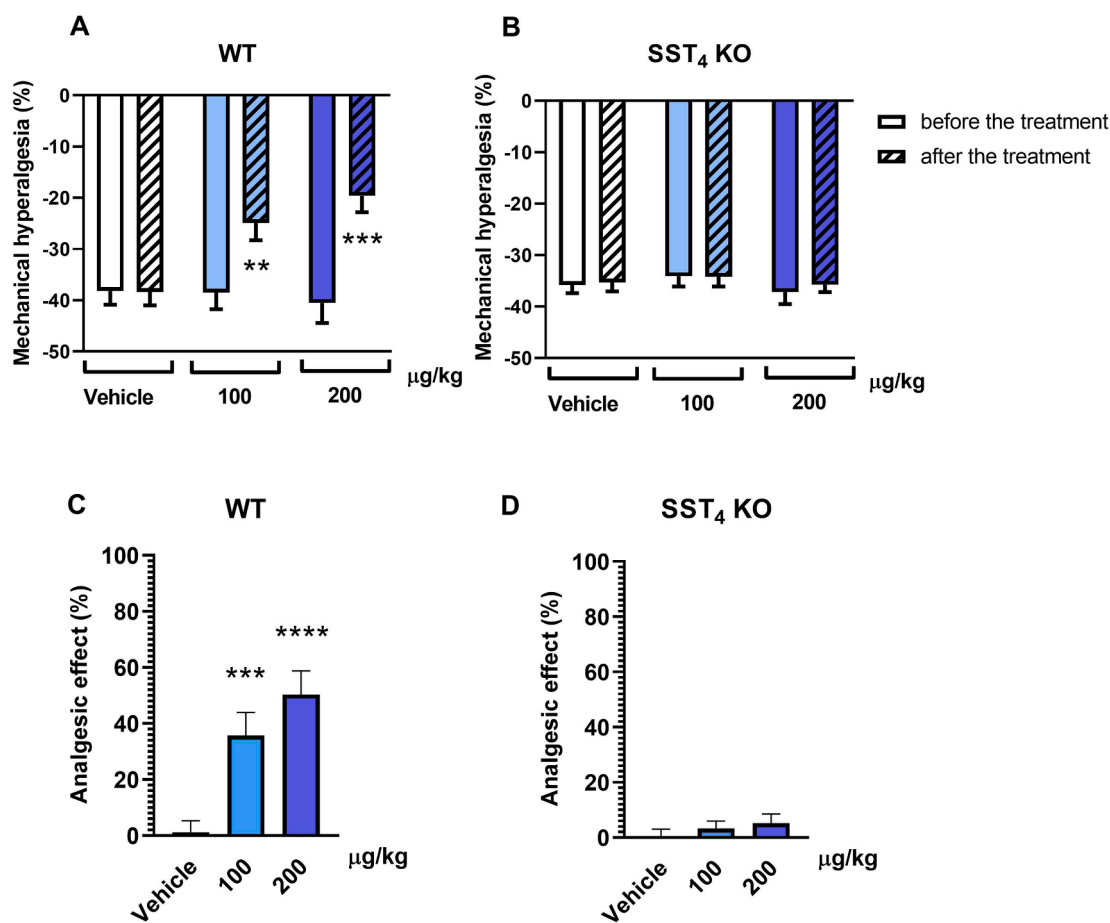 A
WT
Mechanical hyperalgesia (%)
0
-10
-20
-30
-40
-50
**
***
Vehicle
100
200
μg/kg
B
SST4 KO
Mechanical hyperalgesia (%)
0
-10
-20
-30
-40
-50
Vehicle
100
200
μg/kg
before the treatment
after the treatment
C
WT
Analgesic effect (%)
100
80
60
40
20
0
***
****
Vehicle
100
200
μg/kg
D
SST4 KO
Analgesic effect (%)
100
80
60
40
20
0
Vehicle
100
200
μg/kg